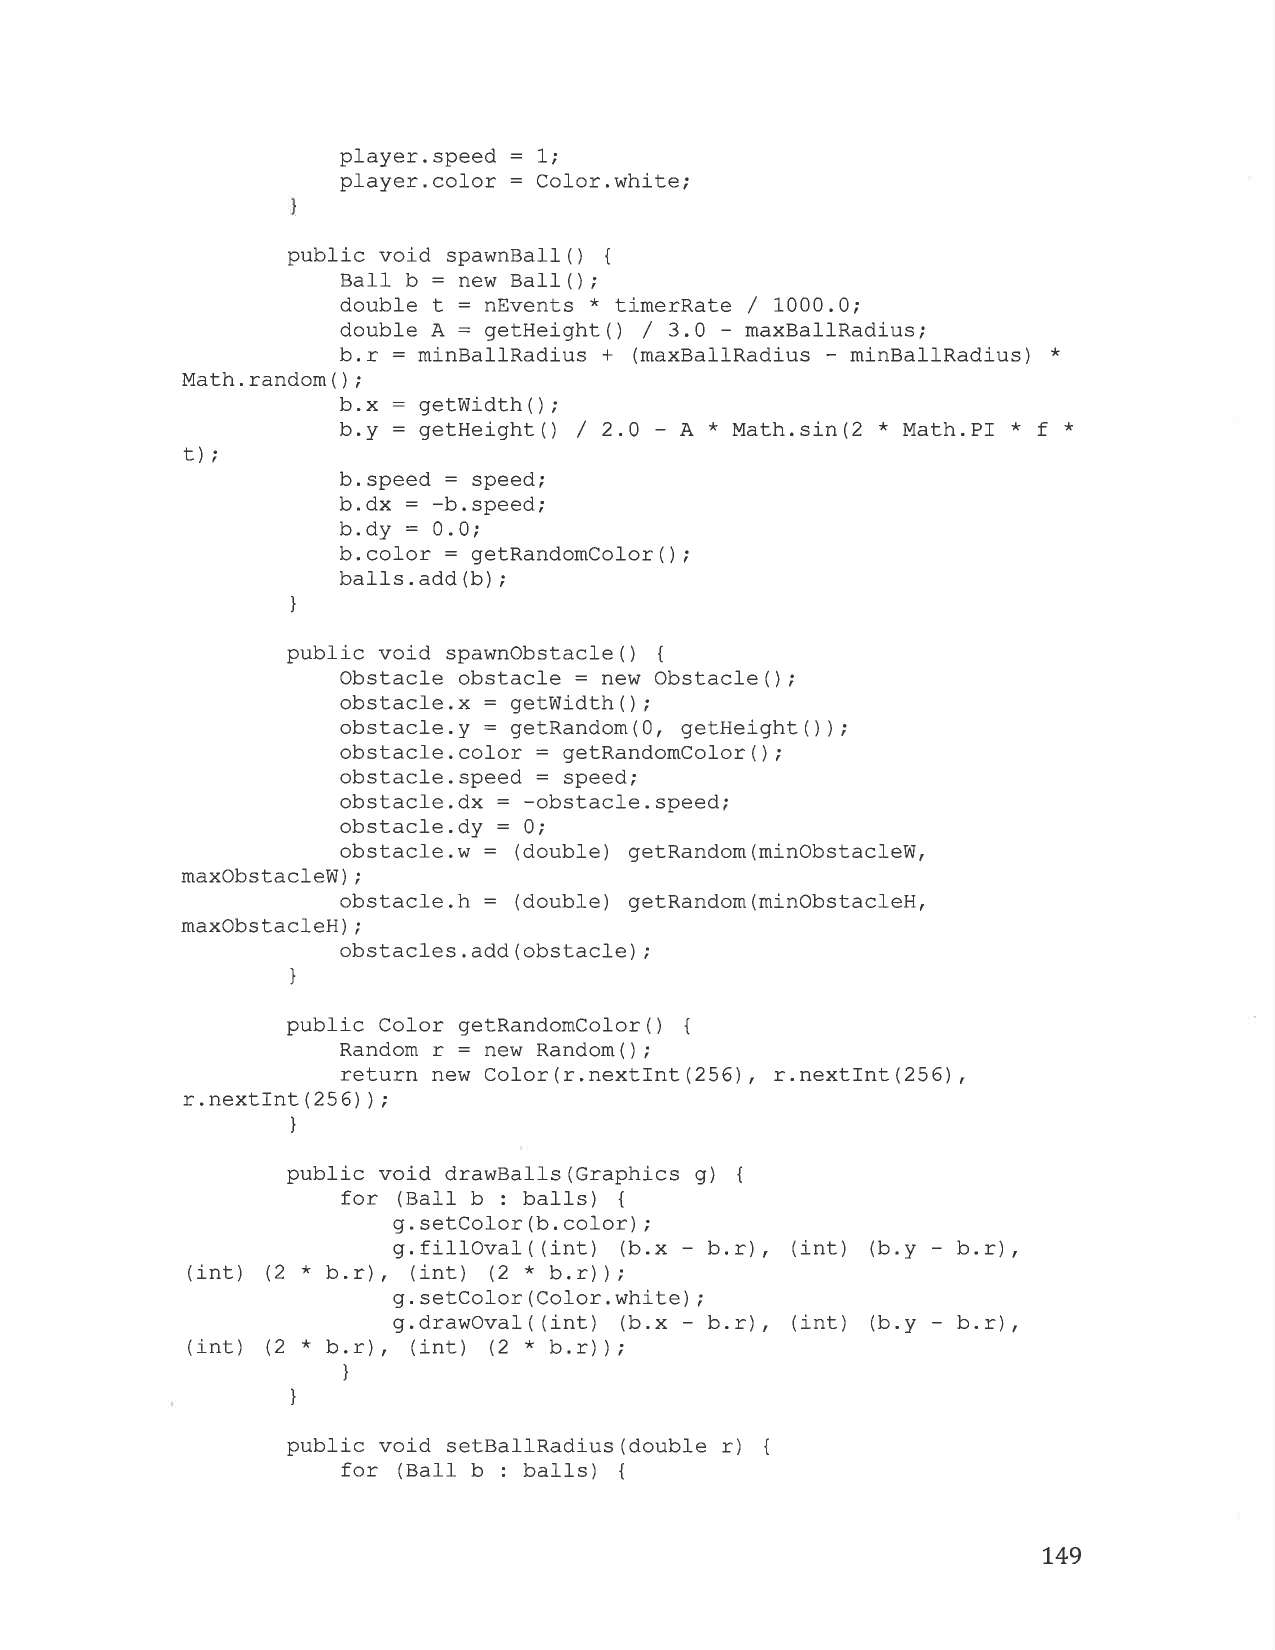 player.speed = 1;
player.color = Color.white;
}
public void spawnBall() {
Ball b = new Ball();
double t = nEvents * timerRate / 1000.0;
double A = getHeight() / 3.0 - maxBallRadius;
b.r = minBallRadius + (maxBallRadius - minBallRadius) *
Math.random();
b.x = getWidth();
b.y = getHeight() / 2.0 - A * Math.sin(2 * Math.PI * f *
t);
b.speed = speed;
b.dx = -b.speed;
b.dy = 0.0;
b.color = getRandomColor();
balls.add(b);
}
public void spawnObstacle() {
Obstacle obstacle = new Obstacle();
obstacle.x = getWidth();
obstacle.y = getRandom(0, getHeight());
obstacle.color = getRandomColor();
obstacle.speed = speed;
obstacle.dx = -obstacle.speed;
obstacle.dy = 0;
obstacle.w = (double) getRandom(minObstacleW,
maxObstacleW);
obstacle.h = (double) getRandom(minObstacleH,
maxObstacleH);
obstacles.add(obstacle);
}
public Color getRandomColor() {
Random r = new Random();
return new Color(r.nextInt(256), r.nextInt(256),
r.nextInt(256));
}
public void drawBalls(Graphics g) {
for (Ball b : balls) {
g.setColor(b.color);
g.fillOval((int) (b.x - b.r), (int) (b.y - b.r),
(int) (2 * b.r), (int) (2 * b.r));
g.setColor(Color.white);
g.drawOval((int) (b.x - b.r), (int) (b.y - b.r),
(int) (2 * b.r), (int) (2 * b.r));
}
}
public void setBallRadius(double r) {
for (Ball b : balls) {
149